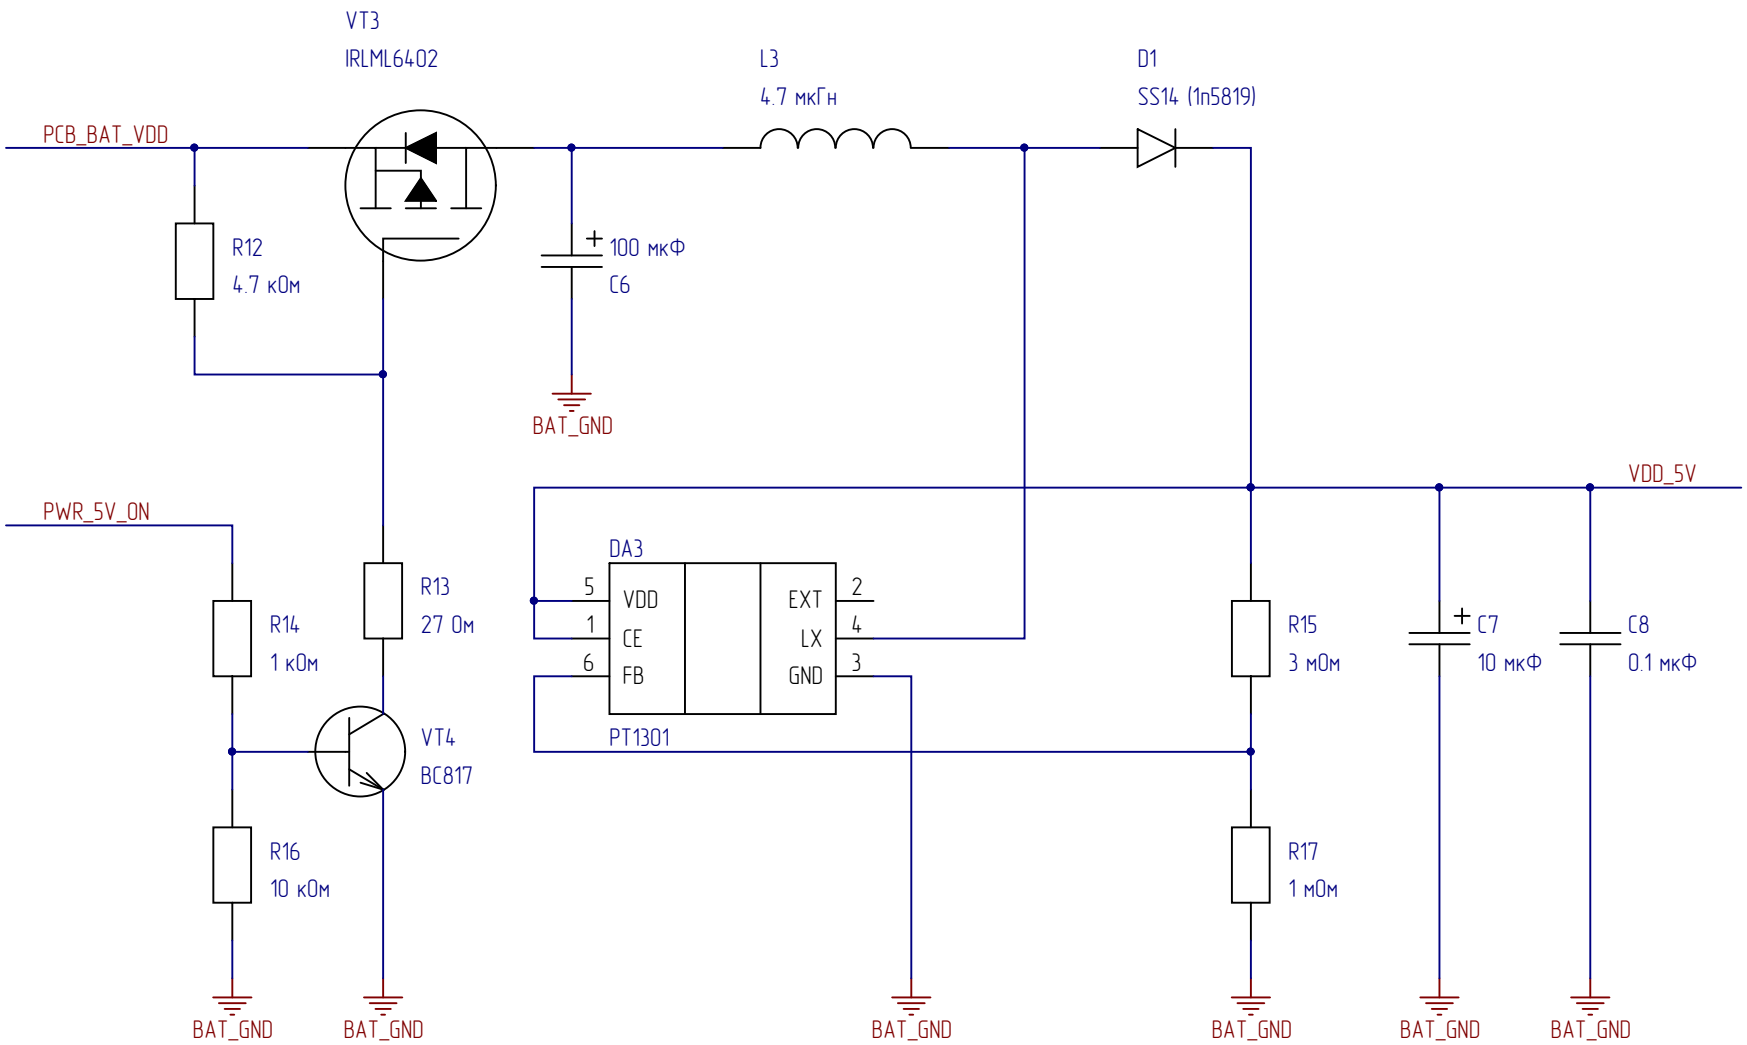 VT3
IRLML6402
L3
4.7 мкГн
D1
SS14 (1n5819)
PCB_BAT_VDD
R12
4.7 кОм
+
100 мкФ
C6
BAT_GND
VDD_5V
PWR_5V_ON
DA3
5
VDD
EXT
2
1
CE
LX
4
6
FB
GND
3
PT1301
R13
27 Ом
R14
1 кОм
R15
3 мОм
+
C7
10 мкФ
C8
0.1 мкФ
VT4
BC817
R16
10 кОм
R17
1 мОм
BAT_GND
BAT_GND
BAT_GND
BAT_GND
BAT_GND
BAT_GND